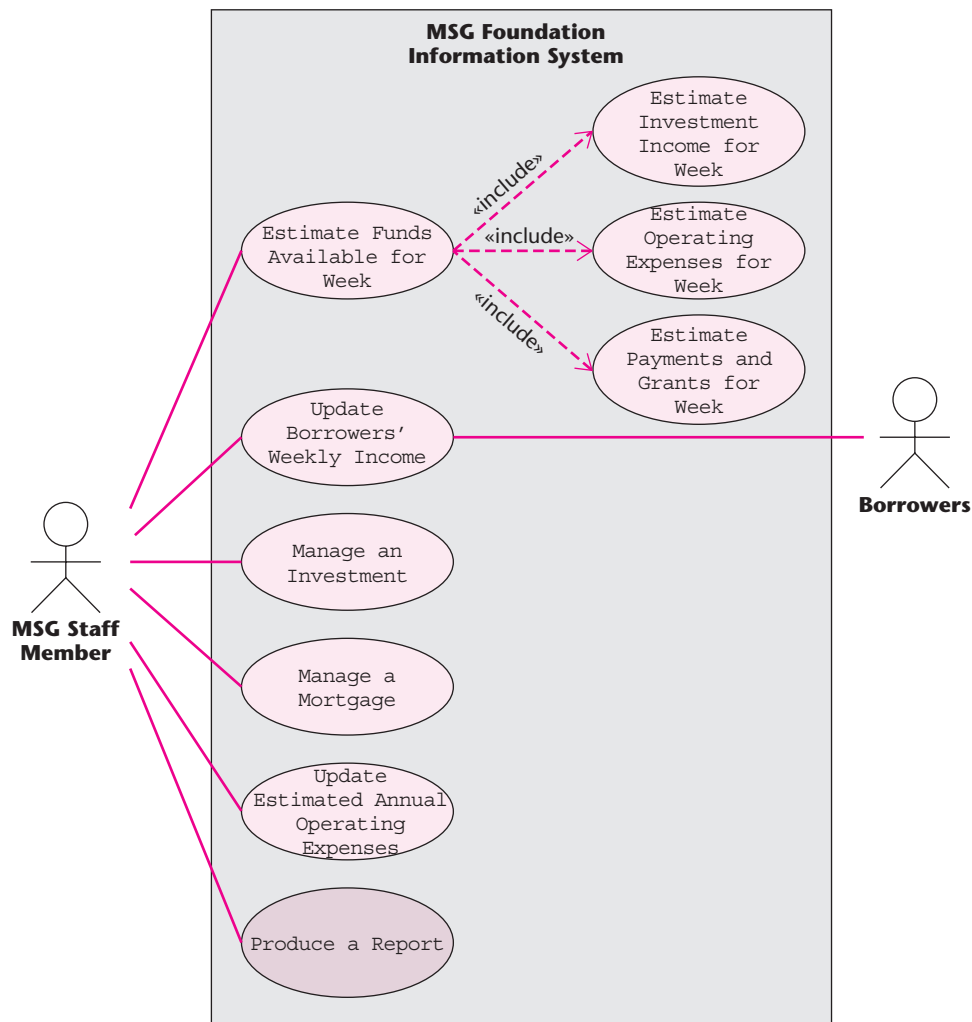 MSG Foundation
Information System
Estimate
Investment
Income for
Week
«include»
Estimate Funds
Available for
Week
«include»
Estimate
Operating
Expenses for
Week
«include»
Estimate
Payments and
Grants for
Week
Update
Borrowers'
Weekly Income
Borrowers
Manage an
Investment
MSG Staff
Member
Manage a
Mortgage
Update
Estimated Annual
Operating
Expenses
Produce a Report